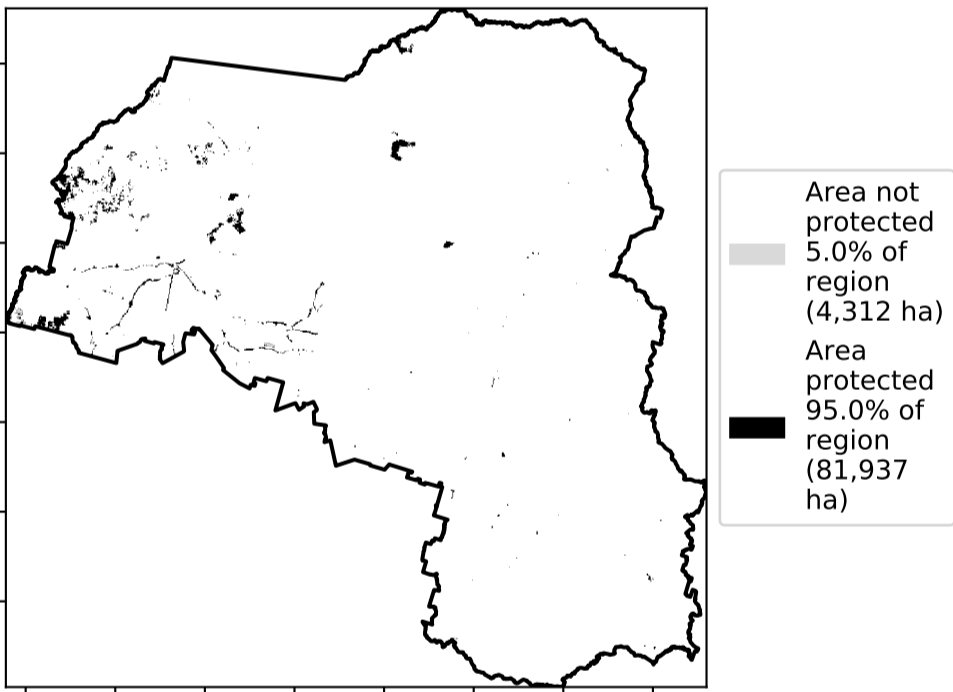 Area not
protected
5.0% of
region
(4,312 ha)
Area
protected
95.0% of
region
(81,937
ha)